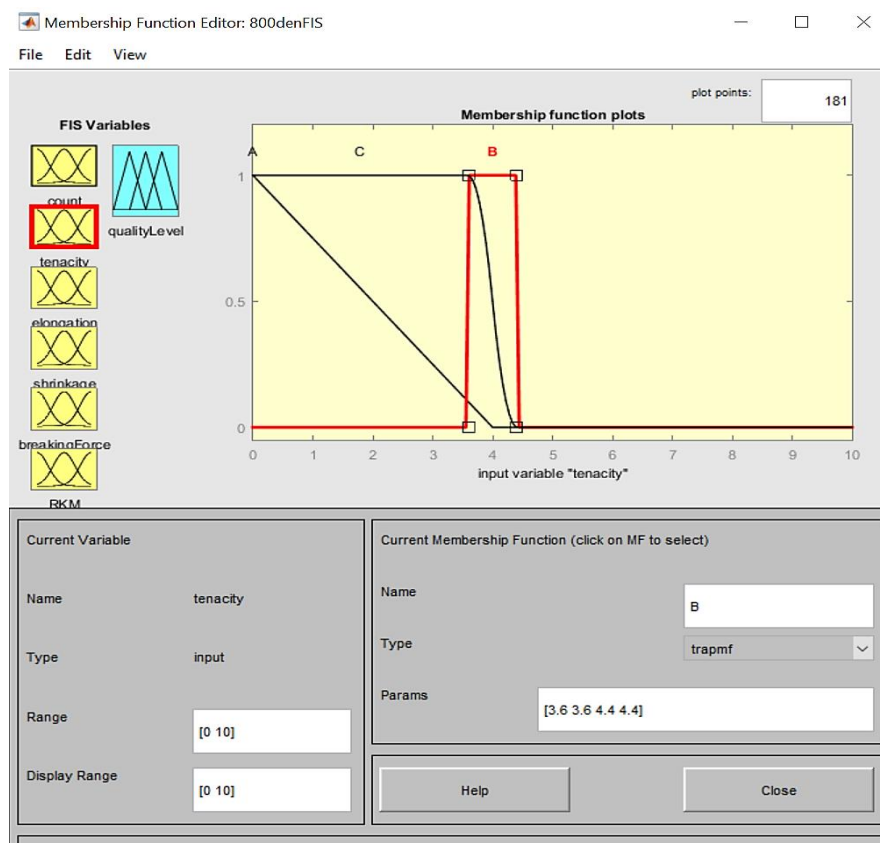 Membership Function Editor: 800denFIS
File Edit View
plot points: 181
FIS Variables
count
tenacity
elongation
shrinkage
breakingForce
RKM
qualityLevel
Membership function plots
A C B
1
0.5
0
0 1 2 3 4 5 6 7 8 9 10
input variable "tenacity"
Current Variable
Name tenacity
Type input
Range [0 10]
Display Range [0 10]
Current Membership Function (click on MF to select)
Name B
Type trapmf
Params [3.6 3.6 4.4 4.4]
Help Close